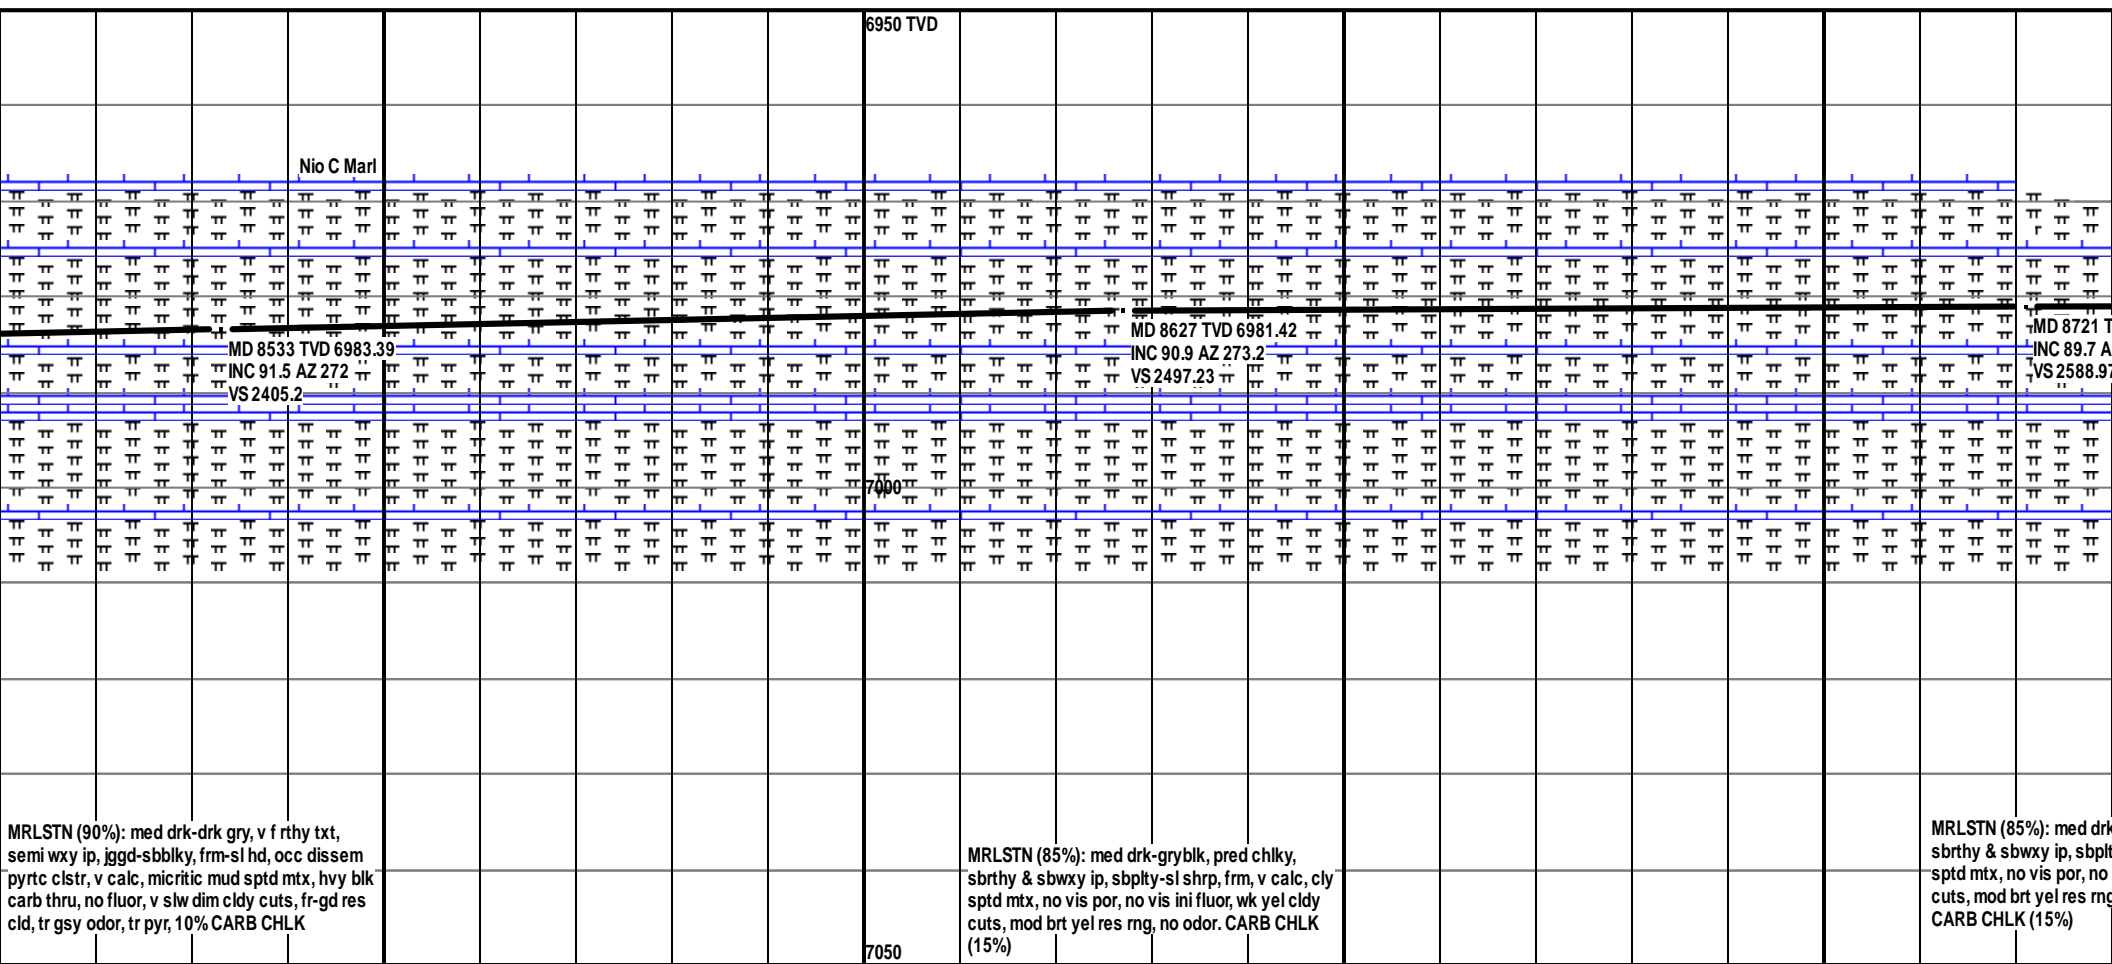 6950 TVD
Nio C Marl
MD 8533 TVD 6983.39
INC 91.5 AZ 272
VS 2405.2
MD 8627 TVD 6981.42
INC 90.9 AZ 273.2
VS 2497.23
MD 8721 T
INC 89.7 A
VS 2588.97
7000
MRLSTN (90%): med drk-drk gry, v f rthy txt,
semi wxy ip, jggd-sbblky, frm-sl hd, occ dissem
pyrtc clstr, v calc, micritic mud sptd mtx, hvy blk
carb thru, no fluor, v slw dim cldy cuts, fr-gd res
cld, tr gsy odor, tr pyr, 10% CARB CHLK
MRLSTN (85%): med drk-gryblk, pred chlky,
sbrthy & sbwxy ip, sbplty-sl shrp, frm, v calc, cly
sptd mtx, no vis por, no vis ini fluor, wk yel cldy
cuts, mod brt yel res rng, no odor. CARB CHLK
(15%)
MRLSTN (85%): med drk
sbrthy & sbwxy ip, sbplt
sptd mtx, no vis por, no
cuts, mod brt yel res rng
CARB CHLK (15%)
7050